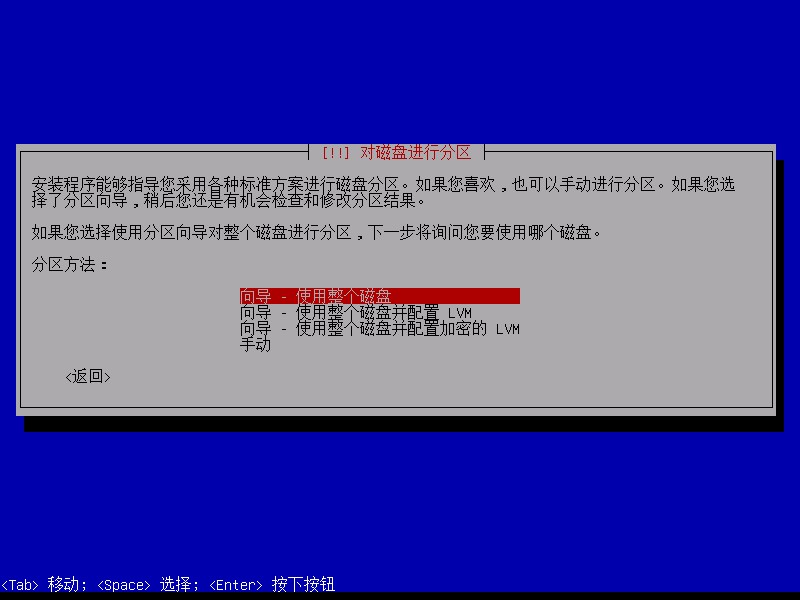 [!!] 对磁盘进行分区
安装程序能够指导您采用各种标准方案进行磁盘分区。如果您喜欢，也可以手动进行分区。如果您选
择了分区向导，稍后您还是有机会检查和修改分区结果。
如果您选择使用分区向导对整个磁盘进行分区，下一步将询问您要使用哪个磁盘。
分区方法：
向导 - 使用整个磁盘
向导 - 使用整个磁盘并配置 LVM
向导 - 使用整个磁盘并配置加密的 LVM
手动
<返回>
<Tab> 移动; <Space> 选择; <Enter> 按下按钮